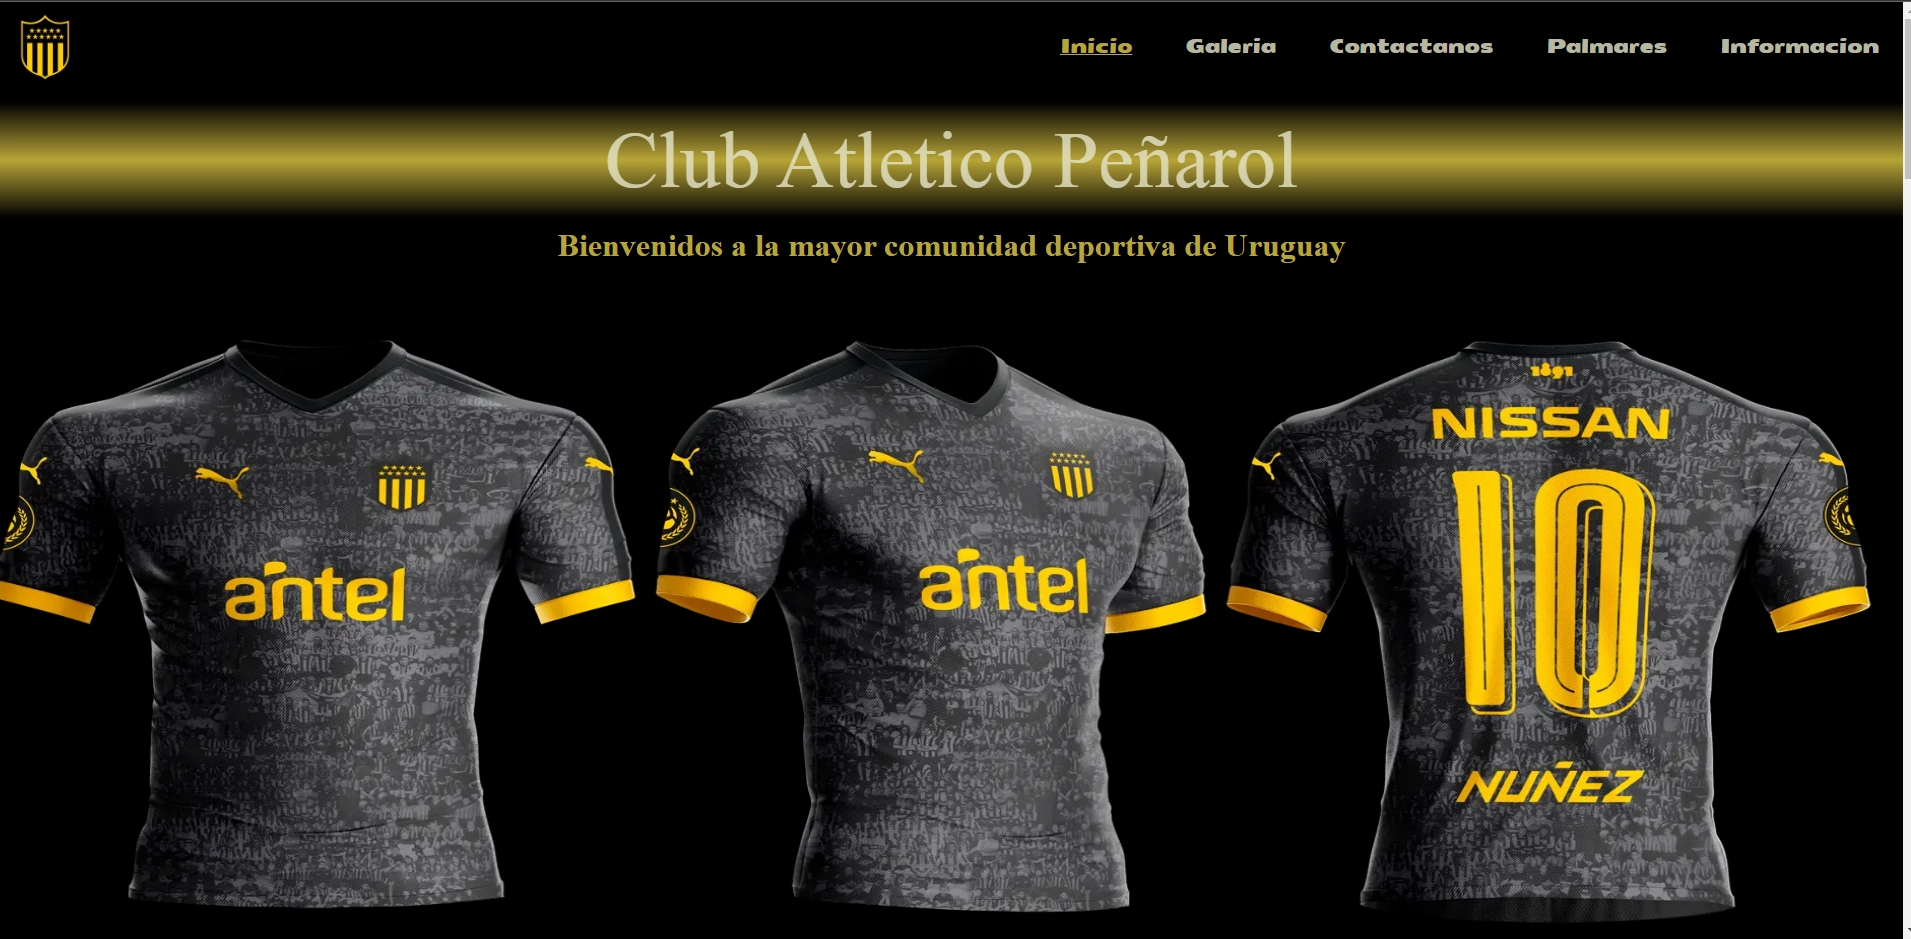 Inicio Galeria Contactanos Palmares Informacion
Club Atletico Peñarol
Bienvenidos a la mayor comunidad deportiva de Uruguay
antel
antel
1891
NISSAN
10
NUÑEZ